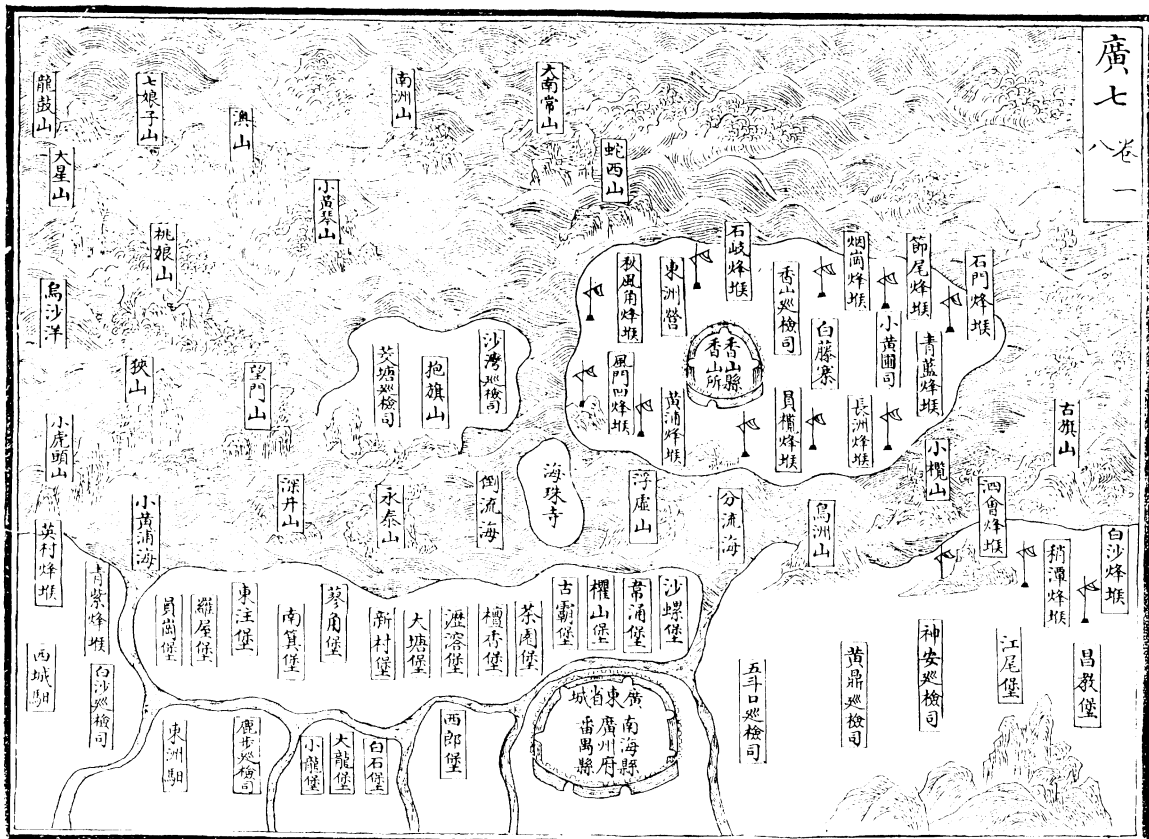 廣七
卷一
八
大南常山
南洲山
澳山
七娘子山
龍鼓山
大星山
蛇西山
小黃琴山
桃娘山
烏沙洋
石門烽堠
節尾烽堠
烟崗烽堠
香山巡檢司
石岐烽堠
東洲營
秋風角烽堠
青藍烽堠
小黃圃司
白藤寨
香山縣
香山所
長洲烽堠
員欖烽堠
黃浦烽堠
風門凹烽堠
沙灣巡檢司
抱旗山
茭塘巡檢司
望門山
狹山
小虎頭山
古旗山
小欖山
泗會烽堠
烏洲山
分流海
浮虛山
海珠寺
倒流海
永泰山
深井山
小黃浦海
英村烽堠
白沙烽堠
稍潭烽堠
昌教堡
江尾堡
神安巡檢司
黃鼎巡檢司
五斗口巡檢司
沙螺堡
常涌堡
欏山堡
古霸堡
茶園堡
檀香堡
瀝滘堡
大塘堡
新村堡
蓼角堡
南箕堡
東注堡
羅屋堡
員崗堡
青紫烽堠
白沙巡檢司
西城馹
廣東省城
南海縣
廣州府
番禺縣
西郎堡
白石堡
大龍堡
小龍堡
鹿步巡檢司
東洲馹